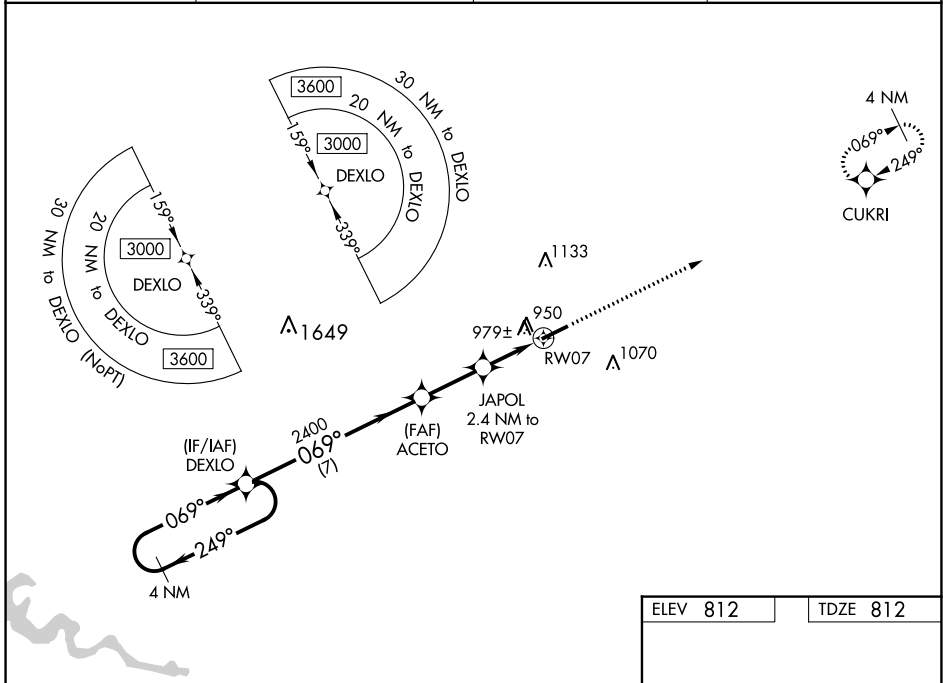 3600
30 NM to DEXLO
20 NM to DEXLO
159°
3000
DEXLO
339°
4 NM
069°
249°
CUKRI
159°
30 NM to DEXLO (NoPT)
20 NM to DEXLO
3000
DEXLO
339°
3600
1133
1649
979±
950
RW07
1070
JAPOL
2.4 NM to
RW07
(FAF)
ACETO
2400
069°
(7)
(IF/IAF)
DEXLO
069°
249°
4 NM
ELEV 812
TDZE 812